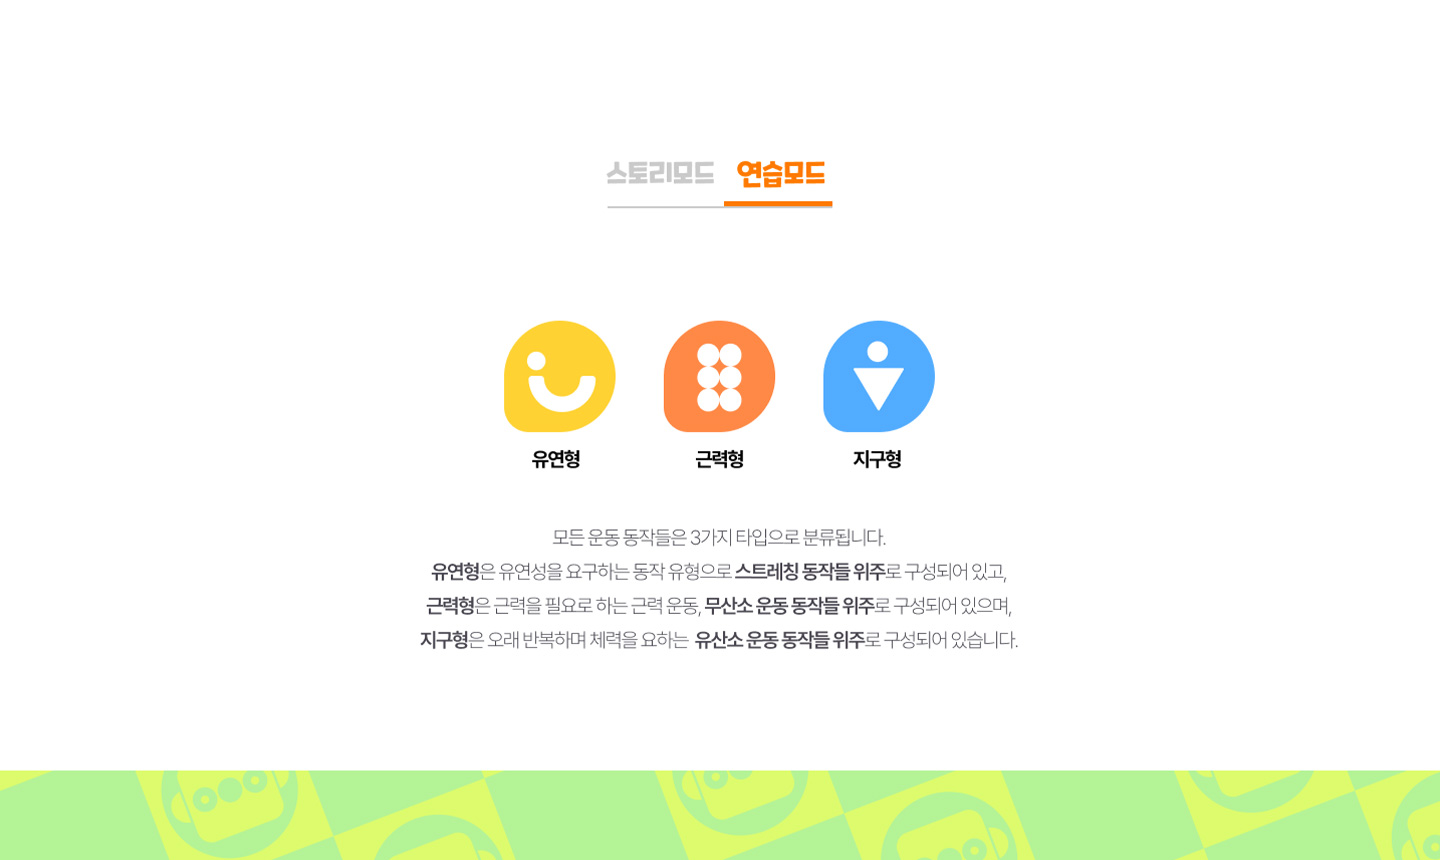 스토리모드 연습모드
유연형 근력형 지구형
모든 운동 동작들은 3가지 타입으로 분류됩니다.
유연형은 유연성을 요구하는 동작 유형으로 스트레칭 동작들 위주로 구성되어 있고,
근력형은 근력을 필요로 하는 근력 운동, 무산소 운동 동작들 위주로 구성되어 있으며,
지구형은 오래 반복하며 체력을 요하는 유산소 운동 동작들 위주로 구성되어 있습니다.